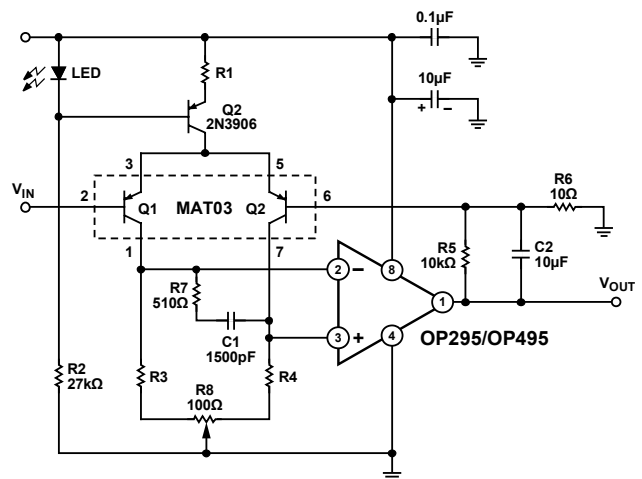 0.1µF
LED
R1
10µF
+ –
Q2
2N3906
3
5
VIN
2
Q1
MAT03
Q2
6
R6
10Ω
1
7
R5
10kΩ
C2
10µF
2
–
8
VOUT
R7
510Ω
1
3
+
4
OP295/OP495
C1
1500pF
R2
27kΩ
R3
R8
100Ω
R4